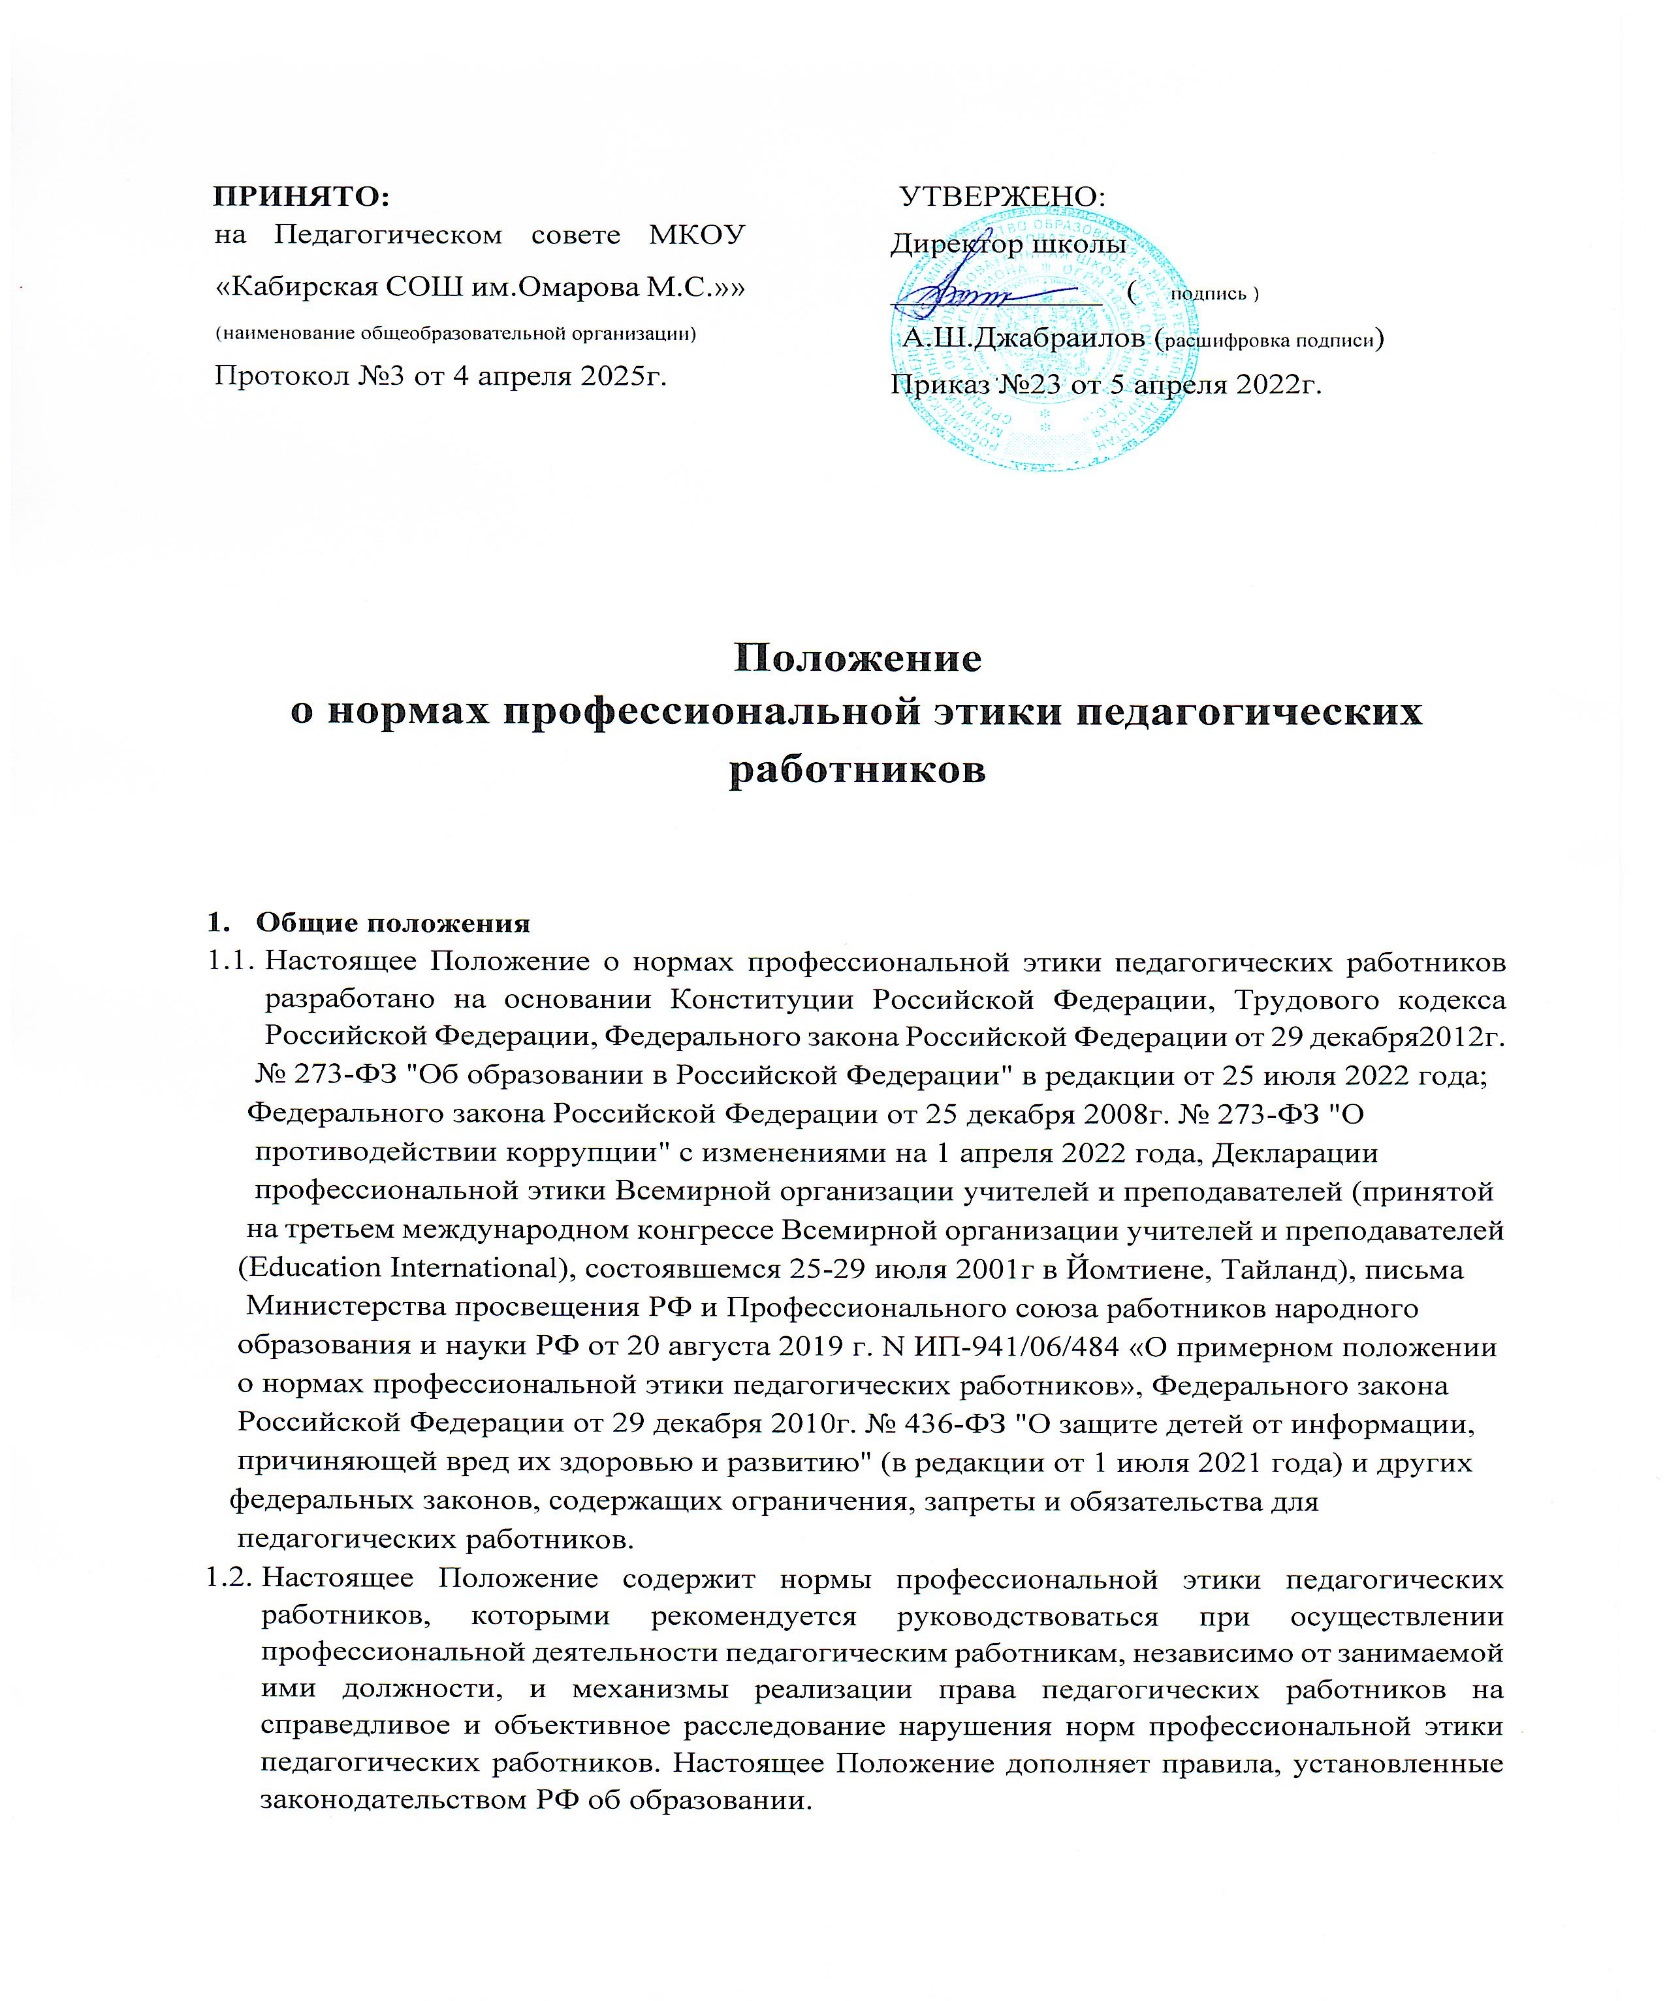 ПРИНЯТО:
на Педагогическом совете МКОУ
«Кабирская СОШ им.Омарова М.С.»»
(наименование общеобразовательной организации)
Протокол №3 от 4 апреля 2025г.
УТВЕРЖЕНО:
Директор школы
( подпись )
А.Ш.Джабраилов (расшифровка подписи)
Приказ №23 от 5 апреля 2022г.
Положение
о нормах профессиональной этики педагогических
работников
1. Общие положения
1.1. Настоящее Положение о нормах профессиональной этики педагогических работников
разработано на основании Конституции Российской Федерации, Трудового кодекса
Российской Федерации, Федерального закона Российской Федерации от 29 декабря2012г.
№ 273-ФЗ "Об образовании в Российской Федерации" в редакции от 25 июля 2022 года;
Федерального закона Российской Федерации от 25 декабря 2008г. № 273-ФЗ "О
противодействии коррупции" с изменениями на 1 апреля 2022 года, Декларации
профессиональной этики Всемирной организации учителей и преподавателей (принятой
на третьем международном конгрессе Всемирной организации учителей и преподавателей
(Education International), состоявшемся 25-29 июля 2001г в Йомтиене, Тайланд), письма
Министерства просвещения РФ и Профессионального союза работников народного
образования и науки РФ от 20 августа 2019 г. N ИП-941/06/484 «О примерном положении
о нормах профессиональной этики педагогических работников», Федерального закона
Российской Федерации от 29 декабря 2010г. № 436-ФЗ "О защите детей от информации,
причиняющей вред их здоровью и развитию" (в редакции от 1 июля 2021 года) и других
федеральных законов, содержащих ограничения, запреты и обязательства для
педагогических работников.
1.2. Настоящее Положение содержит нормы профессиональной этики педагогических
работников, которыми рекомендуется руководствоваться при осуществлении
профессиональной деятельности педагогическим работникам, независимо от занимаемой
ими должности, и механизмы реализации права педагогических работников на
справедливое и объективное расследование нарушения норм профессиональной этики
педагогических работников. Настоящее Положение дополняет правила, установленные
законодательством РФ об образовании.